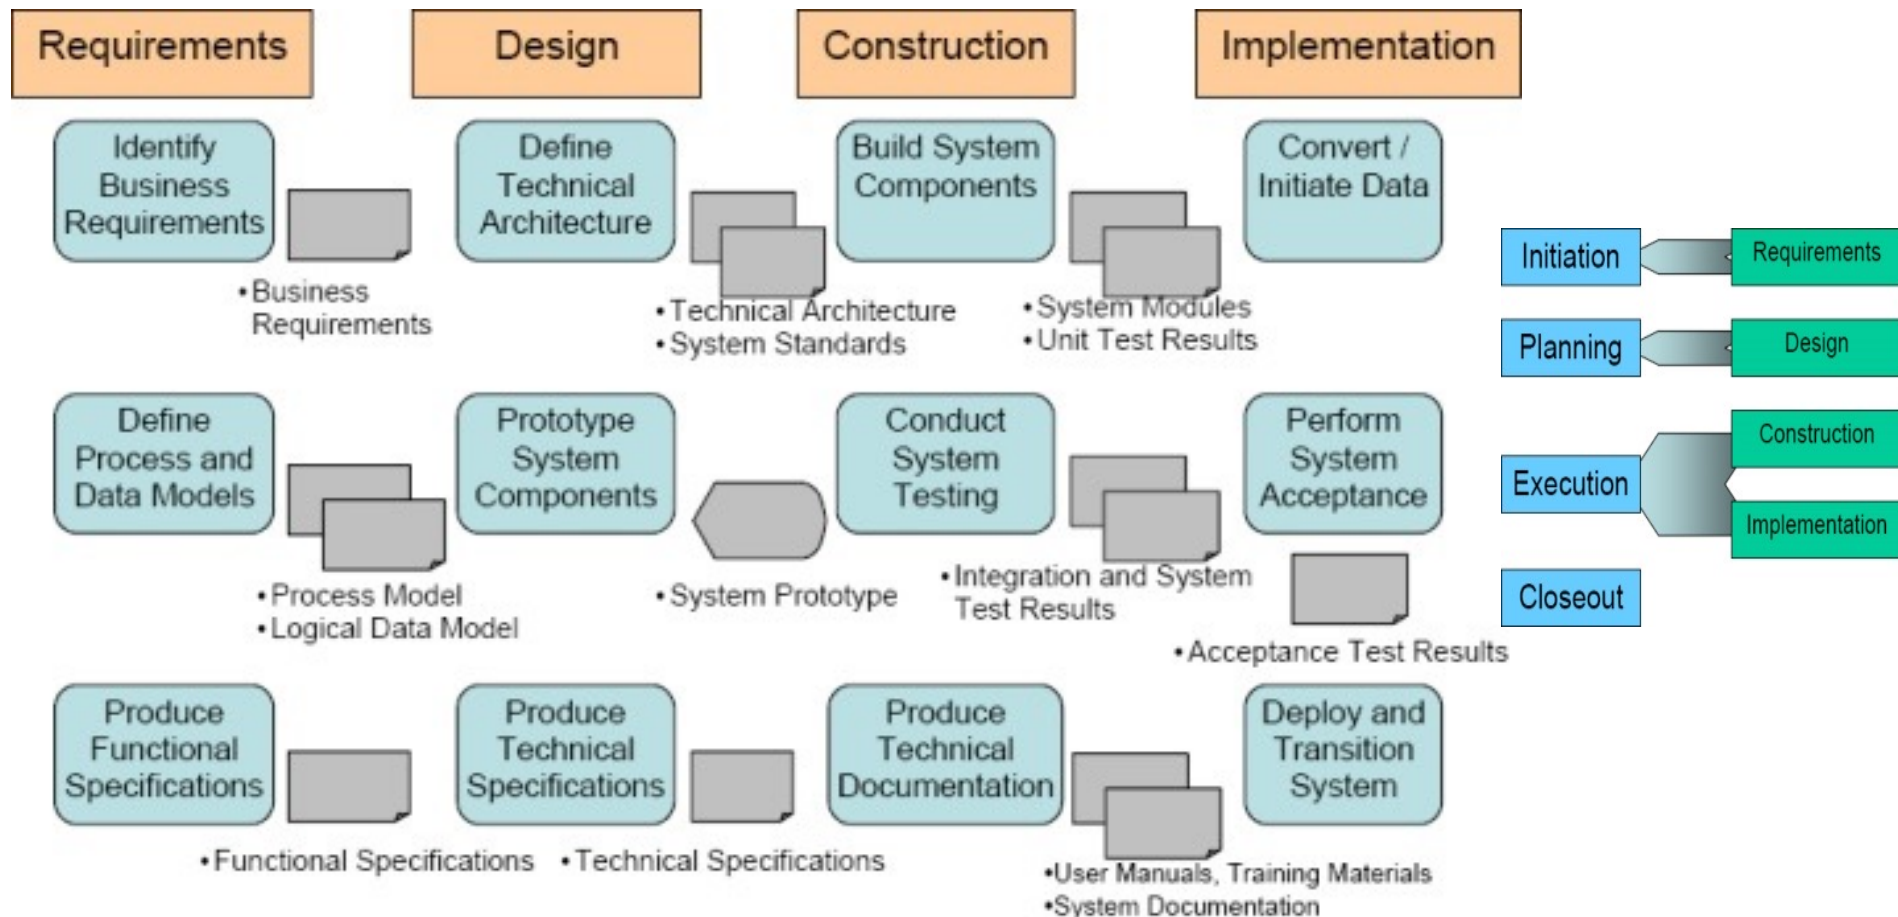 Requirements
Design
Construction
Implementation
Identify
Business
Requirements
• Business
Requirements
Define
Technical
Architecture
• Technical Architecture
• System Standards
Build System
Components
• System Modules
• Unit Test Results
Convert /
Initiate Data
Define
Process and
Data Models
• Process Model
• Logical Data Model
Prototype
System
Components
• System Prototype
Conduct
System
Testing
• Integration and System
Test Results
Perform
System
Acceptance
• Acceptance Test Results
Produce
Functional
Specifications
• Functional Specifications
Produce
Technical
Specifications
• Technical Specifications
Produce
Technical
Documentation
• User Manuals, Training Materials
• System Documentation
Deploy and
Transition
System
Initiation
Requirements
Planning
Design
Execution
Construction
Implementation
Closeout